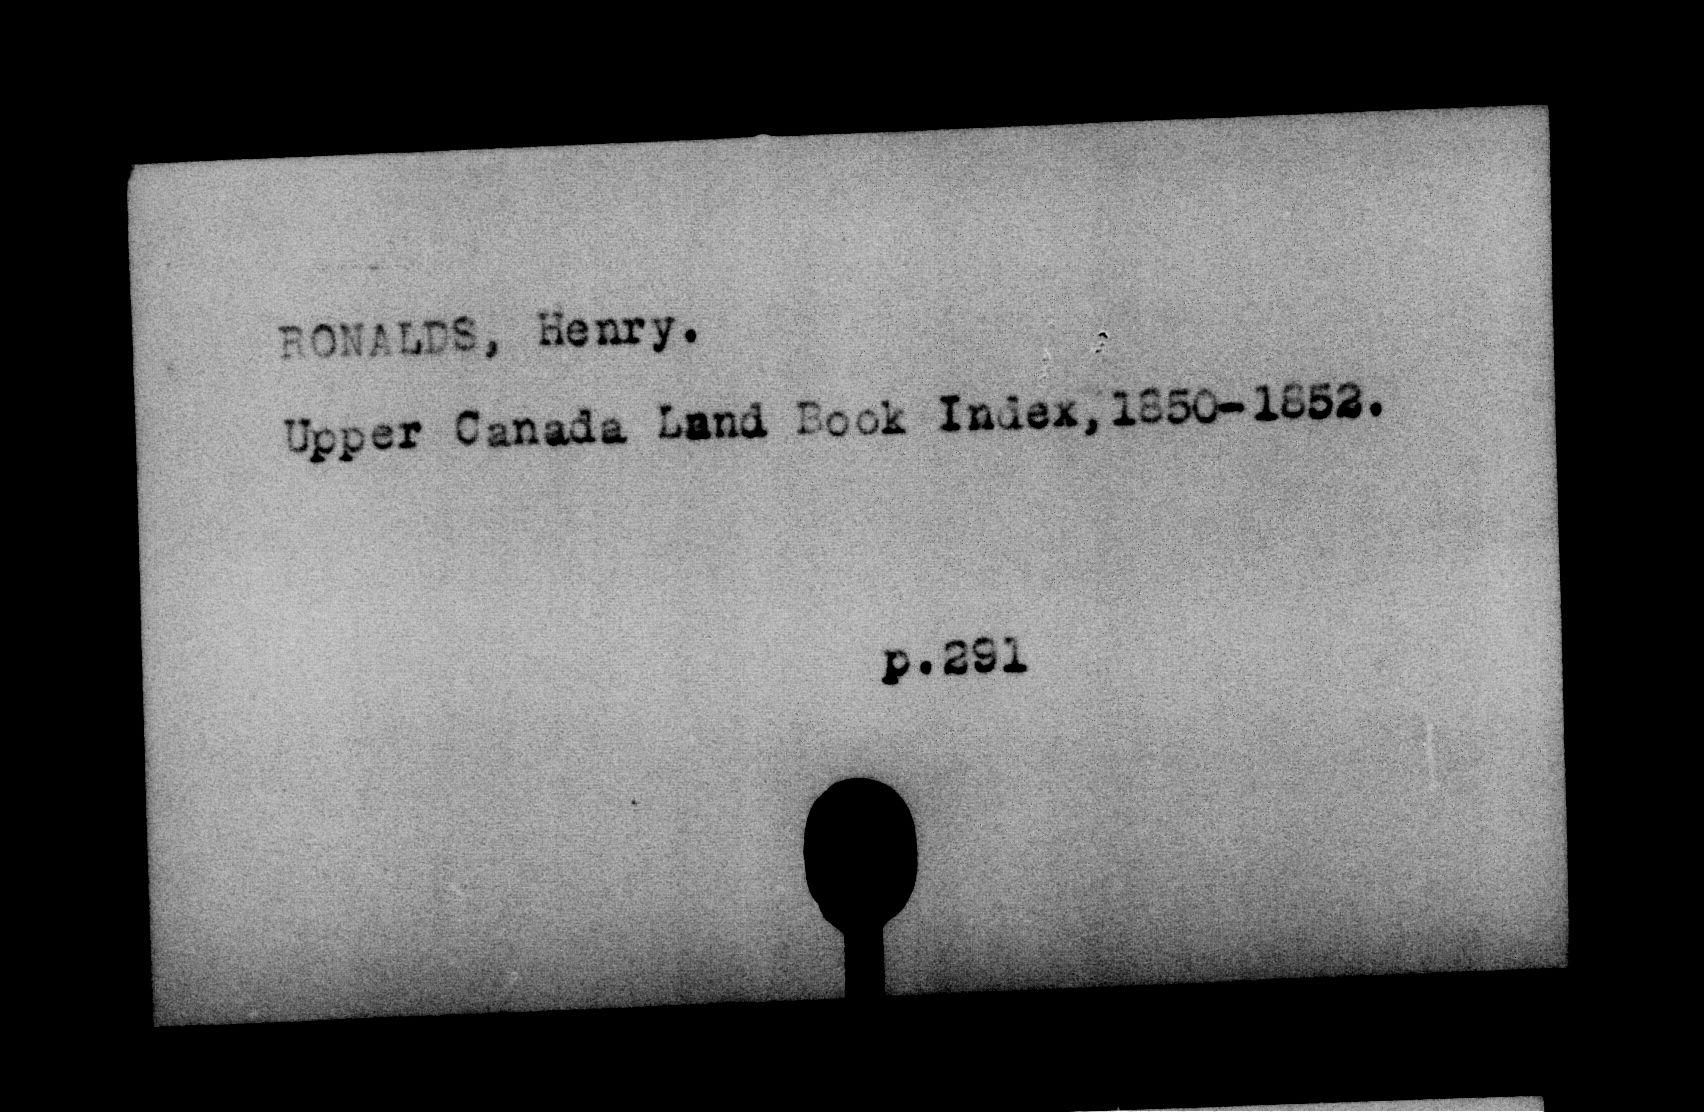 RONALDS, Henry.
Upper Canada Land Book Index,1850-1852.
p.291